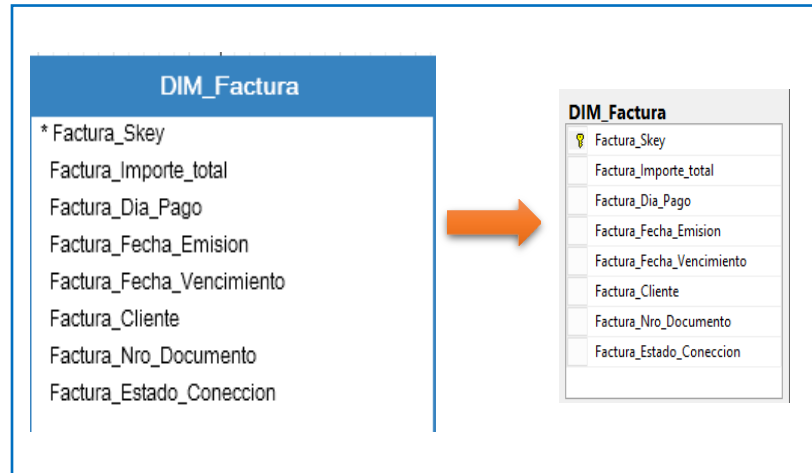 DIM_Factura
* Factura_Skey
Factura_Importe_total
Factura_Dia_Pago
Factura_Fecha_Emision
Factura_Fecha_Vencimiento
Factura_Cliente
Factura_Nro_Documento
Factura_Estado_Coneccion
DIM_Factura
Factura_Skey
Factura_Importe_total
Factura_Dia_Pago
Factura_Fecha_Emision
Factura_Fecha_Vencimiento
Factura_Cliente
Factura_Nro_Documento
Factura_Estado_Coneccion